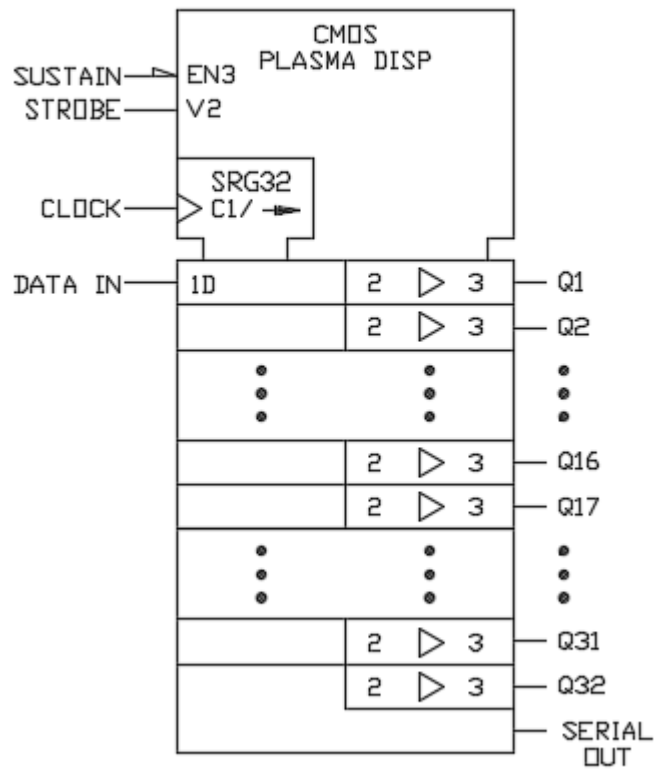 CMOS
PLASMA DISP
SUSTAIN EN3
STROBE V2
SRG32
CLOCK C1/
DATA IN 1D 2 3 Q1
2 3 Q2
2 3 Q16
2 3 Q17
2 3 Q31
2 3 Q32
SERIAL
OUT